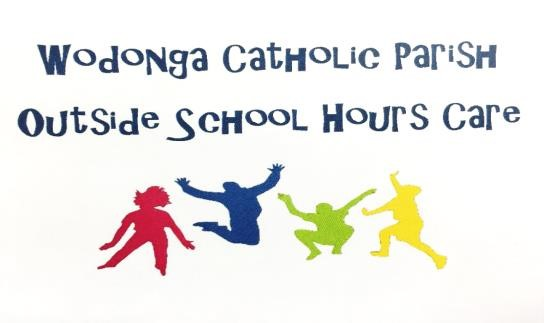 Wodonga Catholic Parish
Outside School Hours Care